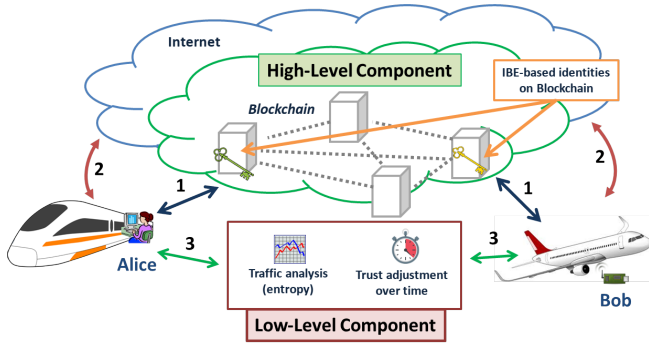 Internet
High-Level Component
IBE-based identities
on Blockchain
Blockchain
2
2
1
1
3
3
Alice
Traffic analysis
(entropy)
Trust adjustment
over time
Bob
Low-Level Component